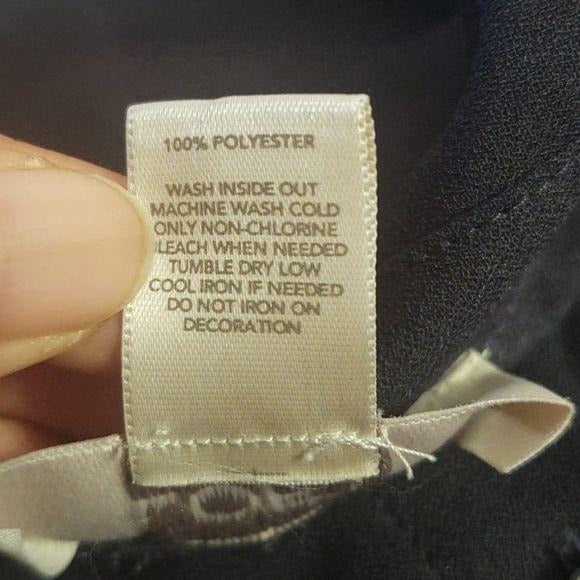 100% POLYESTER
WASH INSIDE OUT
MACHINE WASH COLD
ONLY NON-CHLORINE
BLEACH WHEN NEEDED
TUMBLE DRY LOW
COOL IRON IF NEEDED
DO NOT IRON ON
DECORATION